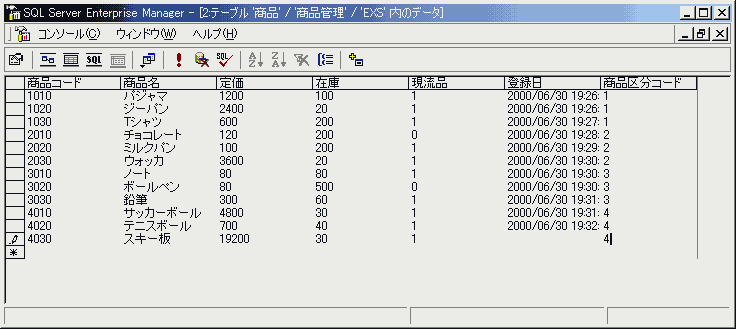 SQL Server Enterprise Manager - [2:テーブル '商品' / '商品管理' / 'EXS' 内のデータ]
コンソール(C) ウィンドウ(W) ヘルプ(H)
SQL SQL
商品コード 商品名 定価 在庫 現流品 登録日 商品区分コード
1010 パジャマ 1200 100 1 2000/06/30 19:26: 1
1020 ジーパン 2400 20 1 2000/06/30 19:26: 1
1030 Tシャツ 600 200 1 2000/06/30 19:27: 1
2010 チョコレート 120 200 0 2000/06/30 19:28: 2
2020 ミルクパン 100 200 1 2000/06/30 19:29: 2
2030 ウォッカ 3600 20 1 2000/06/30 19:30: 2
3010 ノート 80 80 1 2000/06/30 19:30: 3
3020 ボールペン 80 500 0 2000/06/30 19:30: 3
3030 鉛筆 300 60 1 2000/06/30 19:31: 3
4010 サッカーボール 4800 30 1 2000/06/30 19:31: 4
4020 テニスボール 700 40 1 2000/06/30 19:32: 4
4030 スキー板 19200 30 1 4